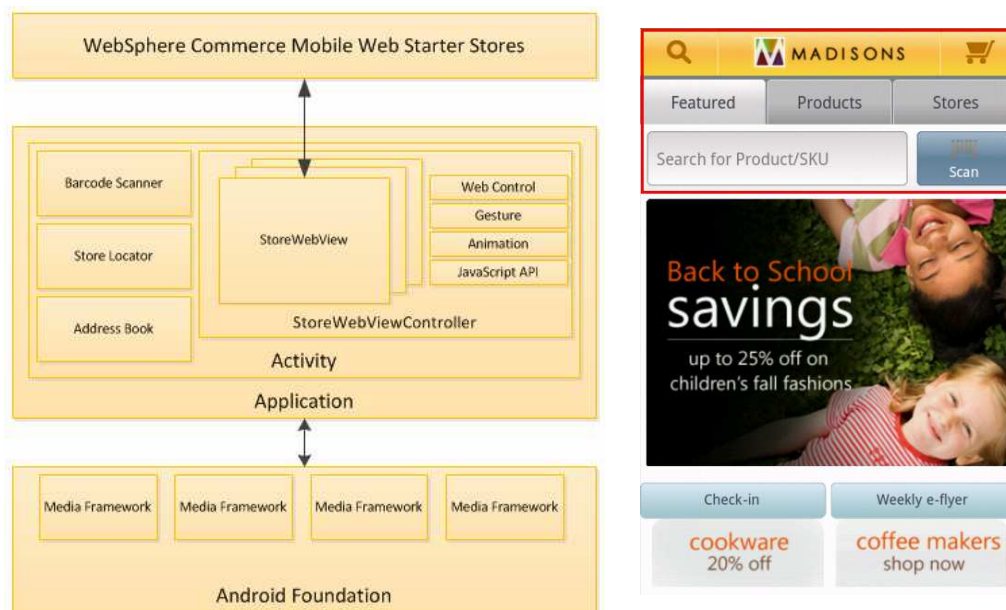 WebSphere Commerce Mobile Web Starter Stores
Barcode Scanner
Store Locator
Address Book
StoreWebView
Web Control
Gesture
Animation
JavaScript API
StoreWebViewController
Activity
Application
Media Framework
Media Framework
Media Framework
Media Framework
Android Foundation
MADISONS
Featured
Products
Stores
Search for Product/SKU
Scan
Back to School
savings
up to 25% off on
children's fall fashions
Check-in
Weekly e-flyer
cookware
20% off
coffee makers
shop now